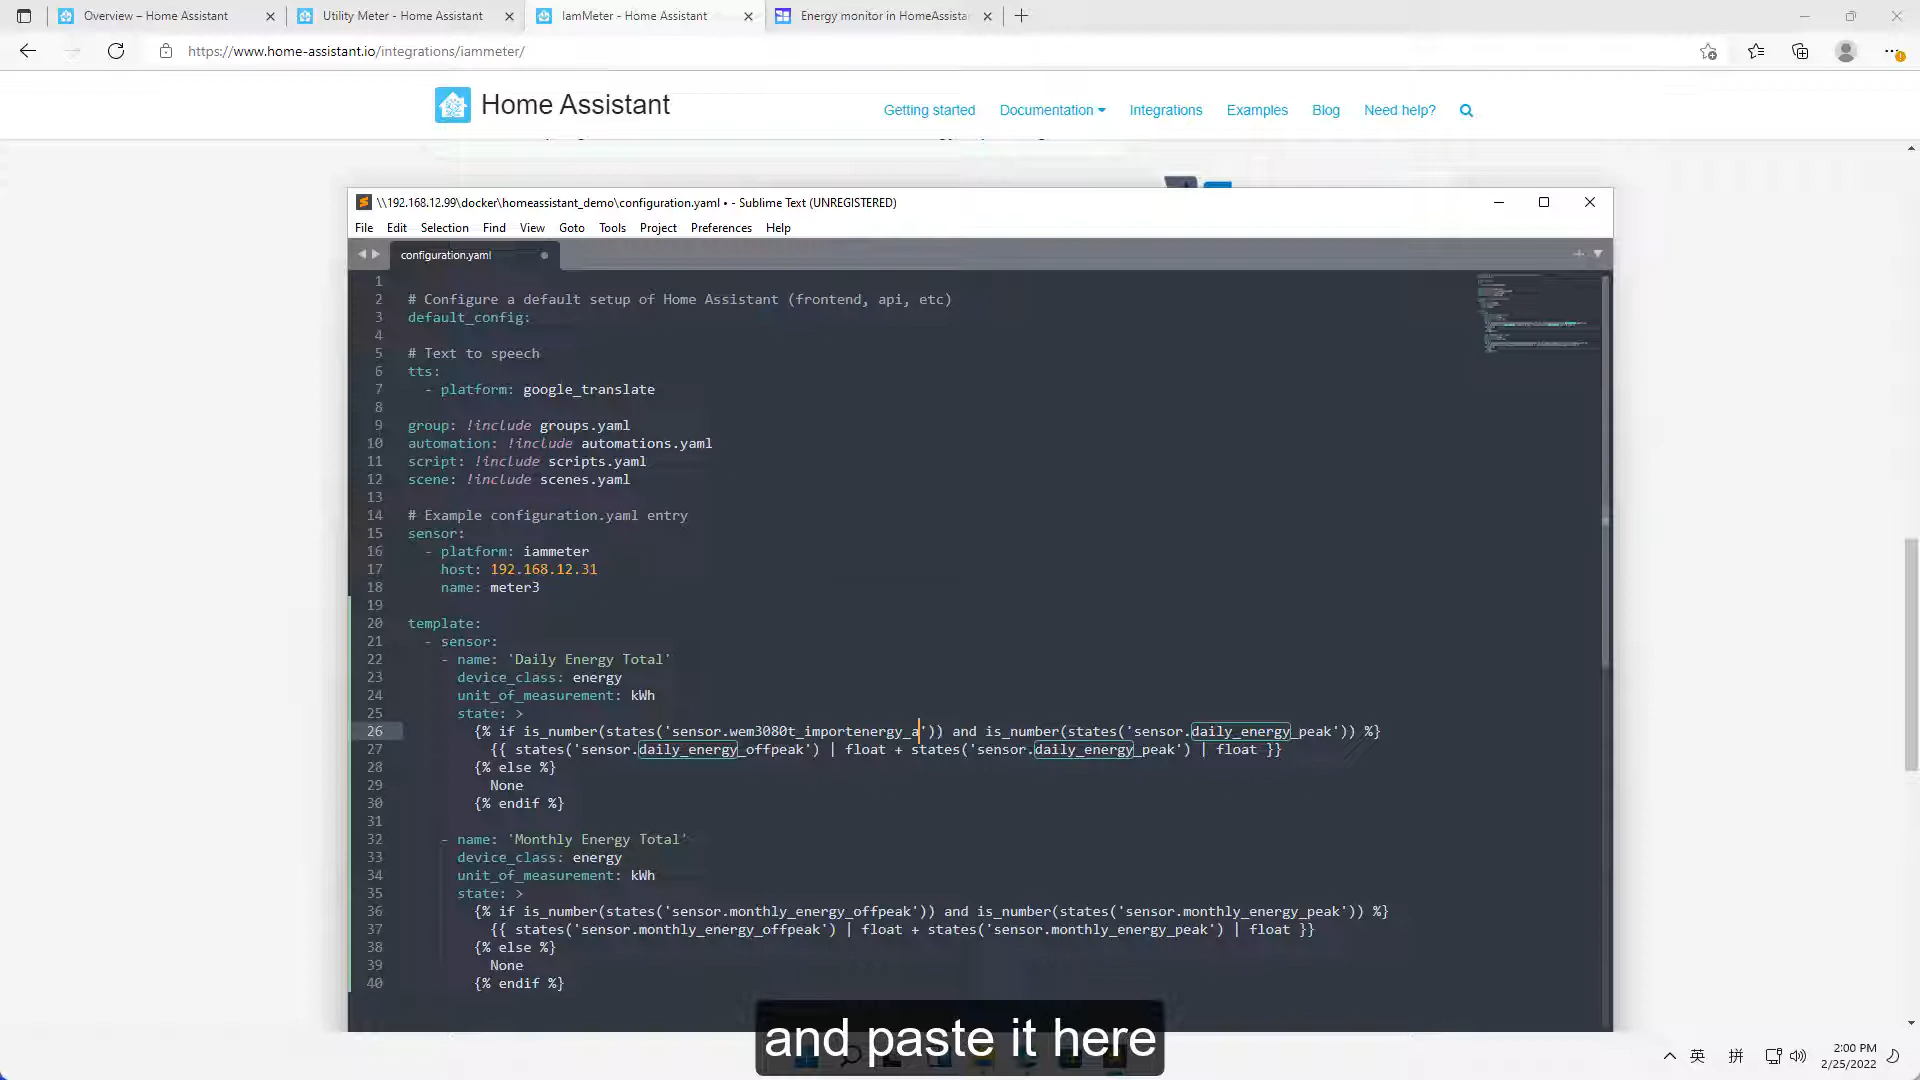 Overview – Home Assistant
Utility Meter - Home Assistant
IamMeter - Home Assistant
Energy monitor in HomeAssista
https://www.home-assistant.io/integrations/iammeter/
Home Assistant
Getting started
Documentation
Integrations
Examples
Blog
Need help?
\\192.168.12.99\docker\homeassistant_demo\configuration.yaml • - Sublime Text (UNREGISTERED)
File Edit Selection Find View Goto Tools Project Preferences Help
configuration.yaml
1
2 # Configure a default setup of Home Assistant (frontend, api, etc)
3 default_config:
4
5 # Text to speech
6 tts:
7 - platform: google_translate
8
9 group: !include groups.yaml
10 automation: !include automations.yaml
11 script: !include scripts.yaml
12 scene: !include scenes.yaml
13
14 # Example configuration.yaml entry
15 sensor:
16 - platform: iammeter
17 host: 192.168.12.31
18 name: meter3
19
20 template:
21 - sensor:
22 - name: 'Daily Energy Total'
23 device_class: energy
24 unit_of_measurement: kWh
25 state: >
26 {% if is_number(states('sensor.wem3080t_importenergy_a')) and is_number(states('sensor.daily_energy_peak')) %}
27 {{ states('sensor.daily_energy_offpeak') | float + states('sensor.daily_energy_peak') | float }}
28 {% else %}
29 None
30 {% endif %}
31
32 - name: 'Monthly Energy Total'
33 device_class: energy
34 unit_of_measurement: kWh
35 state: >
36 {% if is_number(states('sensor.monthly_energy_offpeak')) and is_number(states('sensor.monthly_energy_peak')) %}
37 {{ states('sensor.monthly_energy_offpeak') | float + states('sensor.monthly_energy_peak') | float }}
38 {% else %}
39 None
40 {% endif %}
and paste it here
英
拼
2:00 PM
2/25/2022